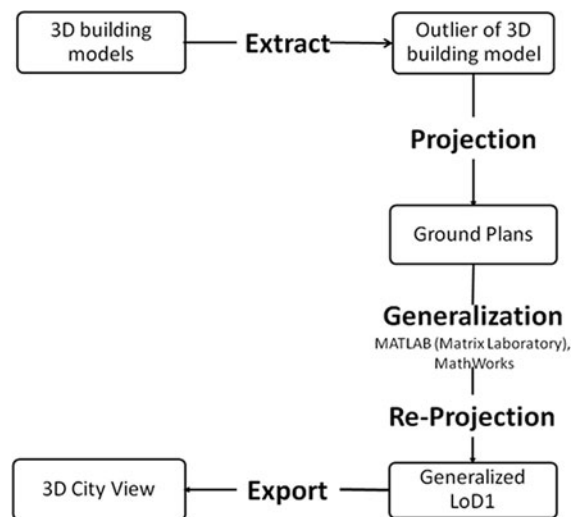 3D building
models
Extract
Outlier of 3D
building model
Projection
Ground Plans
Generalization
MATLAB (Matrix Laboratory),
MathWorks
Re-Projection
Generalized
LoD1
Export
3D City View